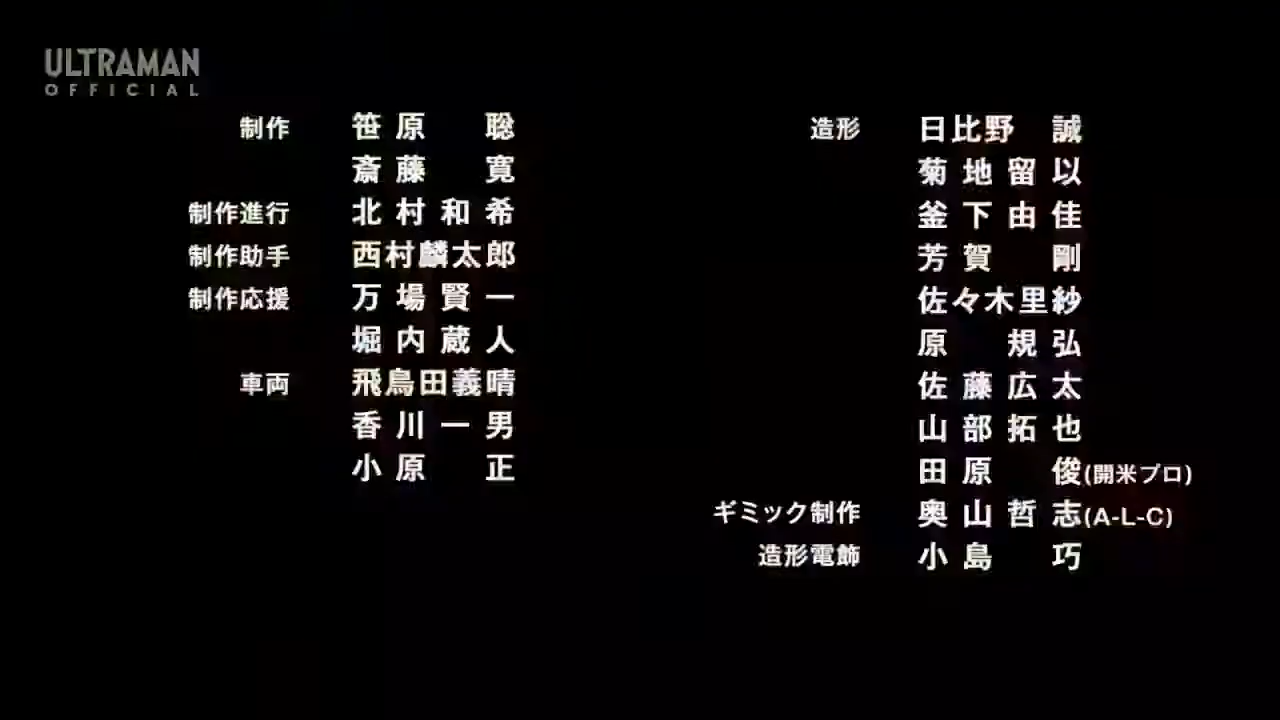 ULTRAMAN
OFFICIAL
制作 笹原 聡
斎藤 寛
制作進行 北村和希
制作助手 西村麟太郎
制作応援 万場賢一
堀内蔵人
車両 飛鳥田義晴
香川一男
小原 正
造形 日比野 誠
菊地留以
釜下由佳
芳賀 剛
佐々木里紗
原 規弘
佐藤広太
山部拓也
田原 俊(開米プロ)
ギミック制作 奥山哲志(A-L-C)
造形電飾 小島 巧